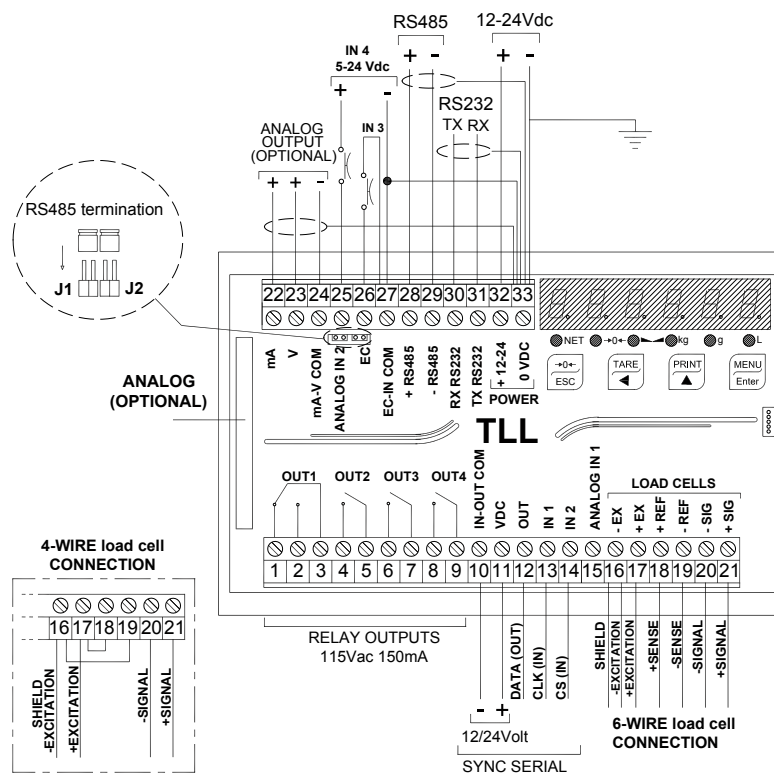 RS485
12-24Vdc
+ -
+ -
IN 4
5-24 Vdc
+ -
RS232
TX RX
IN 3
ANALOG
OUTPUT
(OPTIONAL)
+ + -
RS485 termination
J1 J2
22 23 24 25 26 27 28 29 30 31 32 33
mA
V
mA-V COM
ANALOG IN 2
EC
EC-IN COM
+ RS485
- RS485
RX RS232
TX RS232
+ 12-24
0 VDC
POWER
8. 8. 8. 8. 8. 8.
NET →0← kg g L
→0←
ESC
TARE
PRINT
MENU
Enter
ANALOG
(OPTIONAL)
TLL
OUT1 OUT2 OUT3 OUT4
IN-OUT COM
VDC
OUT
IN 1
IN 2
ANALOG IN 1
LOAD CELLS
- EX
+ EX
+ REF
- REF
- SIG
+ SIG
1 2 3 4 5 6 7 8 9 10 11 12 13 14 15 16 17 18 19 20 21
4-WIRE load cell
CONNECTION
16 17 18 19 20 21
SHIELD
-EXCITATION
+EXCITATION
-SIGNAL
+SIGNAL
RELAY OUTPUTS
115Vac 150mA
DATA (OUT)
CLK (IN)
CS (IN)
- +
12/24Volt
SYNC SERIAL
SHIELD
-EXCITATION
+EXCITATION
+SENSE
-SENSE
-SIGNAL
+SIGNAL
6-WIRE load cell
CONNECTION